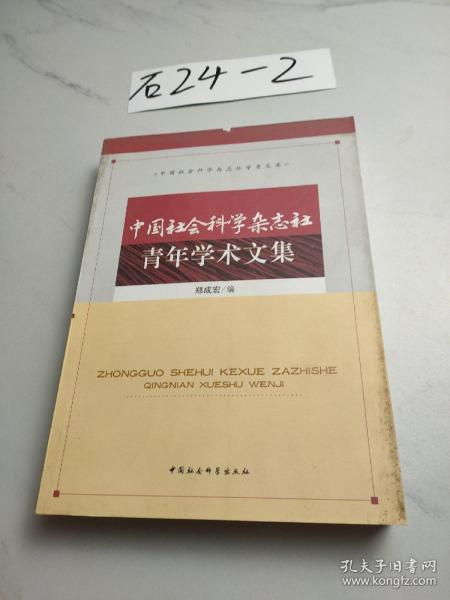 石24-2
·中国社会科学杂志社学者文库·
中国社会科学杂志社
青年学术文集
郑成宏/编
ZHONGGUO SHEHUI KEXUE ZAZHISHE
QINGNIAN XUESHU WENJI
中国社会科学出版社
孔夫子旧书网
www.kongfz.com